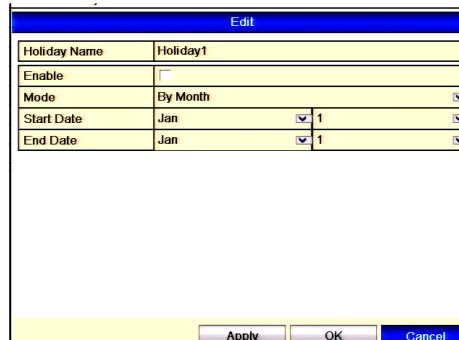 Edit
Holiday Name Holiday1
Enable
Mode By Month
Start Date Jan 1
End Date Jan 1
Apply OK Cancel